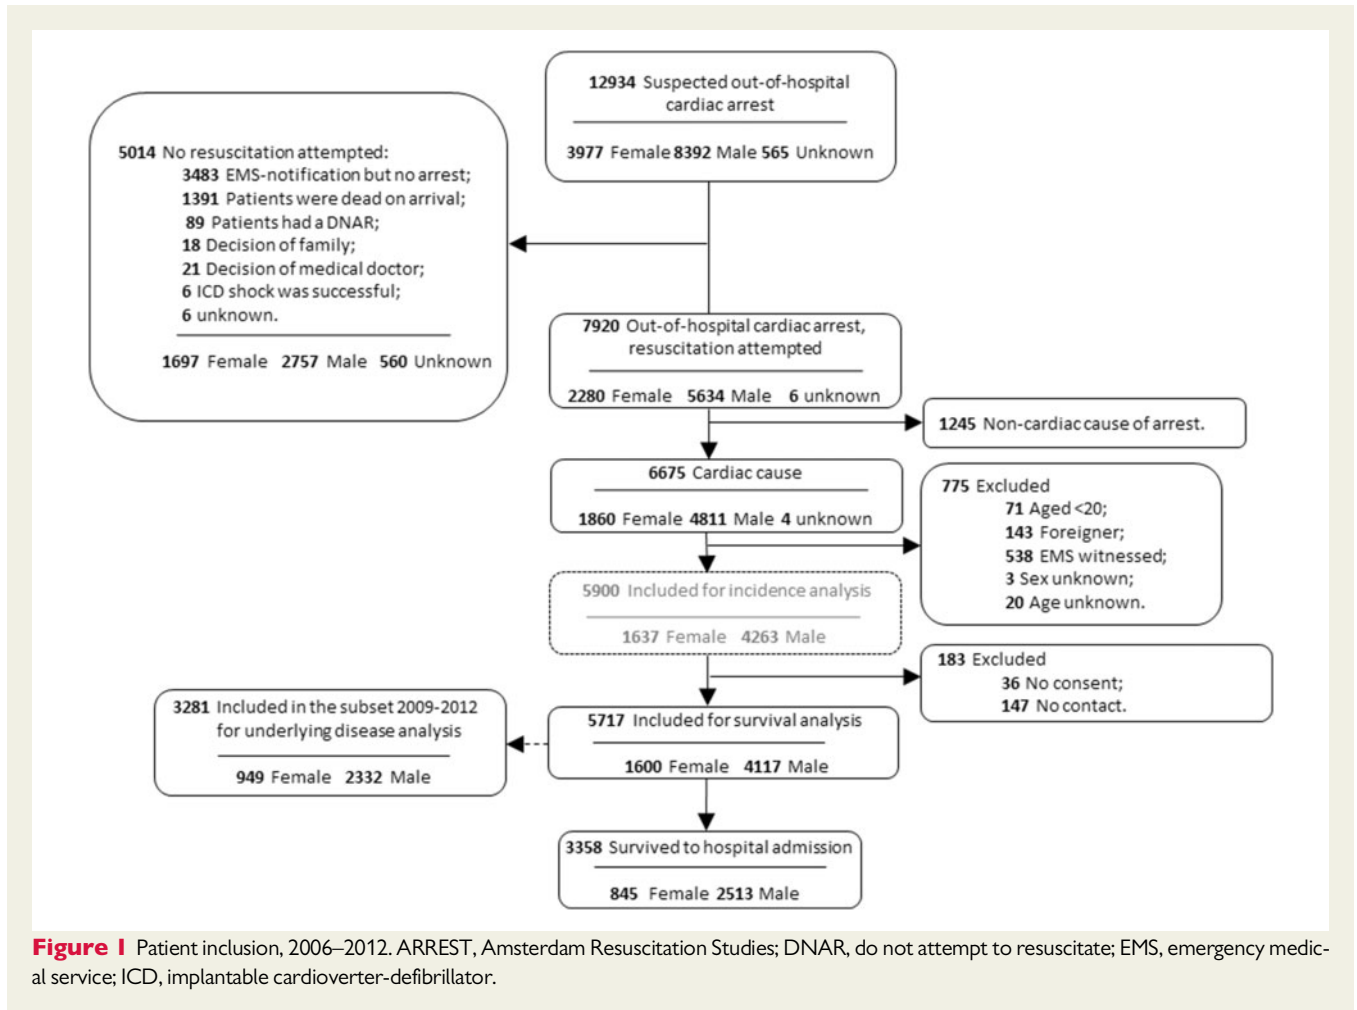 12934 Suspected out-of-hospital
cardiac arrest
3977 Female 8392 Male 565 Unknown
5014 No resuscitation attempted:
3483 EMS-notification but no arrest;
1391 Patients were dead on arrival;
89 Patients had a DNAR;
18 Decision of family;
21 Decision of medical doctor;
6 ICD shock was successful;
6 unknown.
1697 Female 2757 Male 560 Unknown
7920 Out-of-hospital cardiac arrest,
resuscitation attempted
2280 Female 5634 Male 6 unknown
1245 Non-cardiac cause of arrest.
6675 Cardiac cause
1860 Female 4811 Male 4 unknown
775 Excluded
71 Aged <20;
143 Foreigner;
538 EMS witnessed;
3 Sex unknown;
20 Age unknown.
5900 Included for incidence analysis
1637 Female 4263 Male
183 Excluded
36 No consent;
147 No contact.
3281 Included in the subset 2009-2012
for underlying disease analysis
949 Female 2332 Male
5717 Included for survival analysis
1600 Female 4117 Male
3358 Survived to hospital admission
845 Female 2513 Male
Figure 1 Patient inclusion, 2006–2012. ARREST, Amsterdam Resuscitation Studies; DNAR, do not attempt to resuscitate; EMS, emergency medic-
al service; ICD, implantable cardioverter-defibrillator.